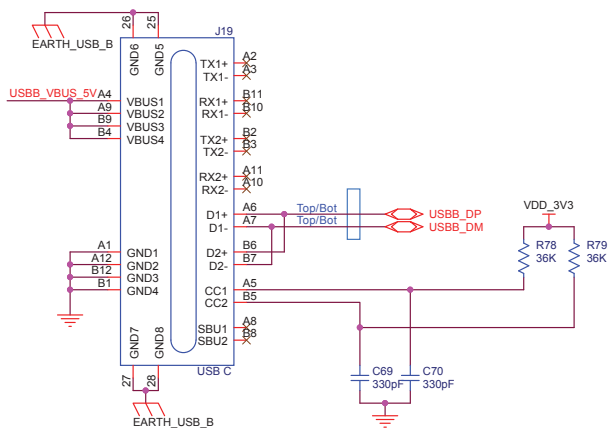 26
25
J19
EARTH_USB_B
GND6
GND5
TX1+ A2
TX1- A3
USBB_VBUS_5V
A4 VBUS1
A9 VBUS2
B9 VBUS3
B4 VBUS4
RX1+ B11
RX1- B10
TX2+ B2
TX2- B3
RX2+ A11
RX2- A10
D1+ A6 Top/Bot USBB_DP
D1- A7 Top/Bot USBB_DM
VDD_3V3
D2+ B6
D2- B7
R78
36K
R79
36K
A1 GND1
A12 GND2
B12 GND3
B1 GND4
CC1 A5
CC2 B5
SBU1 A8
SBU2 B8
GND7
GND8
USB C
C69
330pF
C70
330pF
27
28
EARTH_USB_B